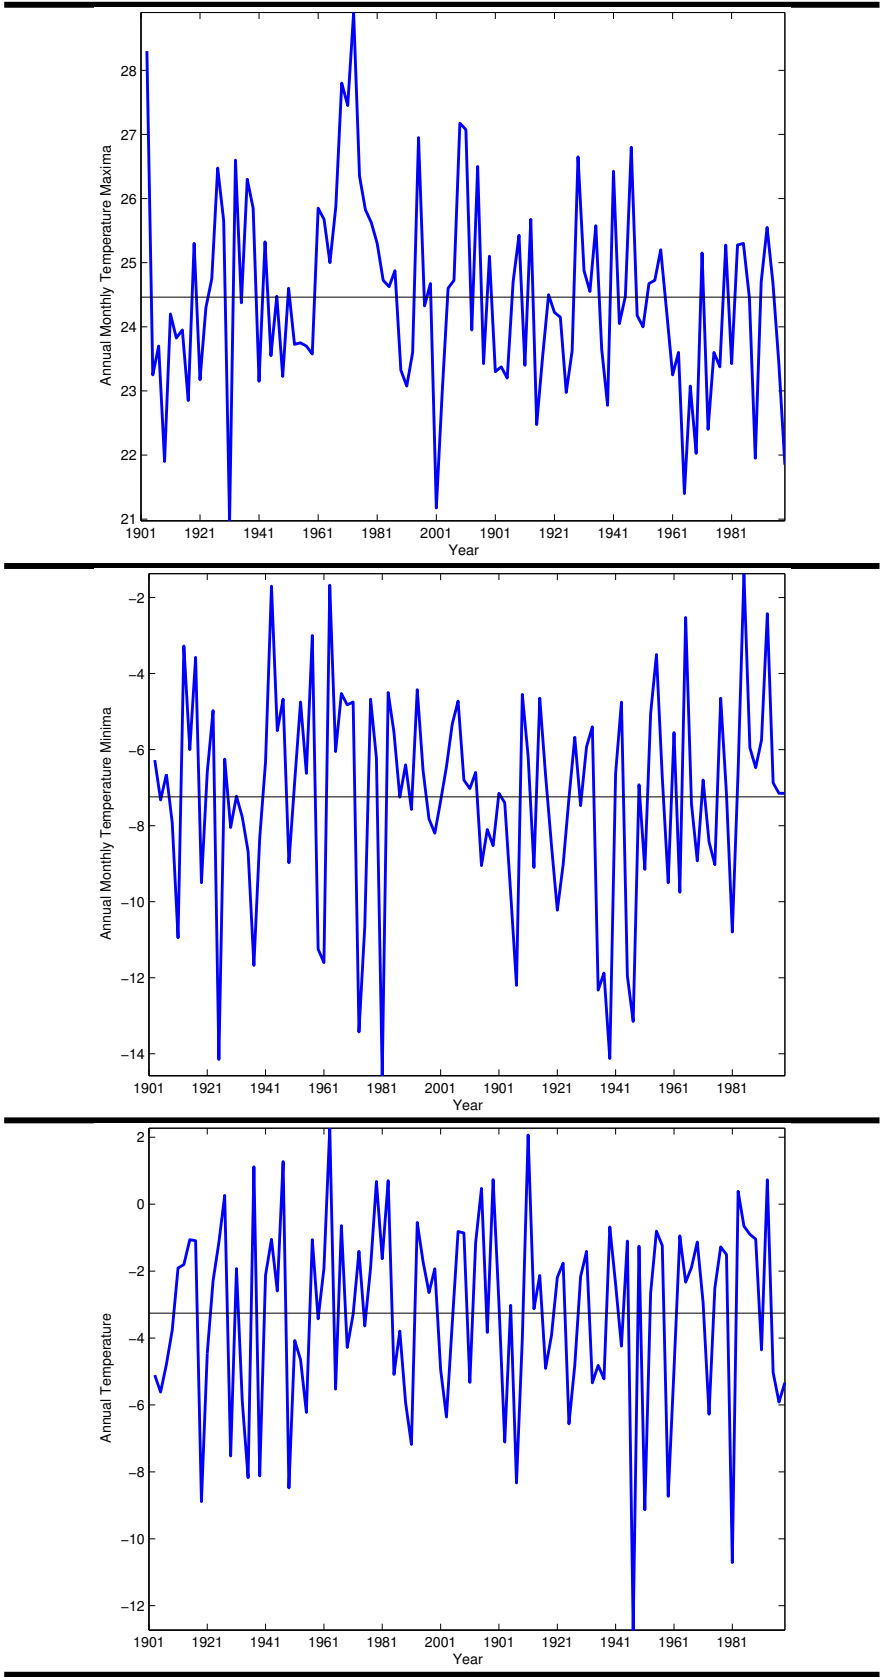 Annual Monthly Temperature Maxima
28
27
26
25
24
23
22
21
1901 1921 1941 1961 1981 2001 1901 1921 1941 1961 1981
Year
Annual Monthly Temperature Minima
−2
−4
−6
−8
−10
−12
−14
1901 1921 1941 1961 1981 2001 1901 1921 1941 1961 1981
Year
Annual Temperature
2
0
−2
−4
−6
−8
−10
−12
1901 1921 1941 1961 1981 2001 1901 1921 1941 1961 1981
Year